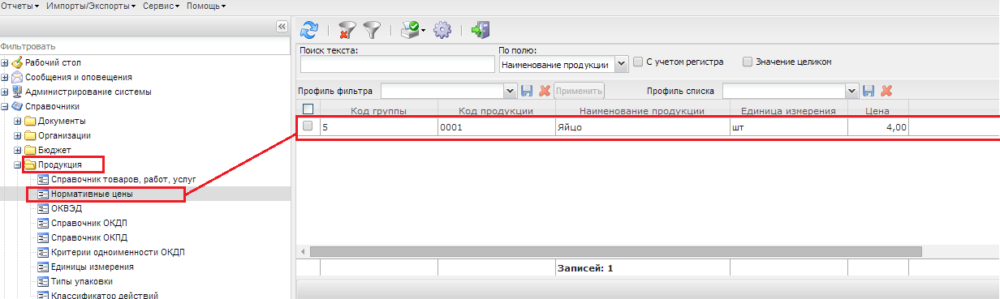 Отчеты Импорты/Экспорты Сервис Помощь
Фильтровать
Рабочий стол
Сообщения и оповещения
Администрирование системы
Справочники
Документы
Организации
Бюджет
Продукция
Справочник товаров, работ, услуг
Нормативные цены
ОКВЭД
Справочник ОКДП
Справочник ОКПД
Критерии одноименности ОКДП
Единицы измерения
Типы упаковки
Классификатор действий
Поиск текста: По полю:
Наименование продукции С учетом регистра Значение целиком
Профиль фильтра Применить Профиль списка
Код группы Код продукции Наименование продукции Единица измерения Цена
5 0001 Яйцо шт 4,00
Записей: 1